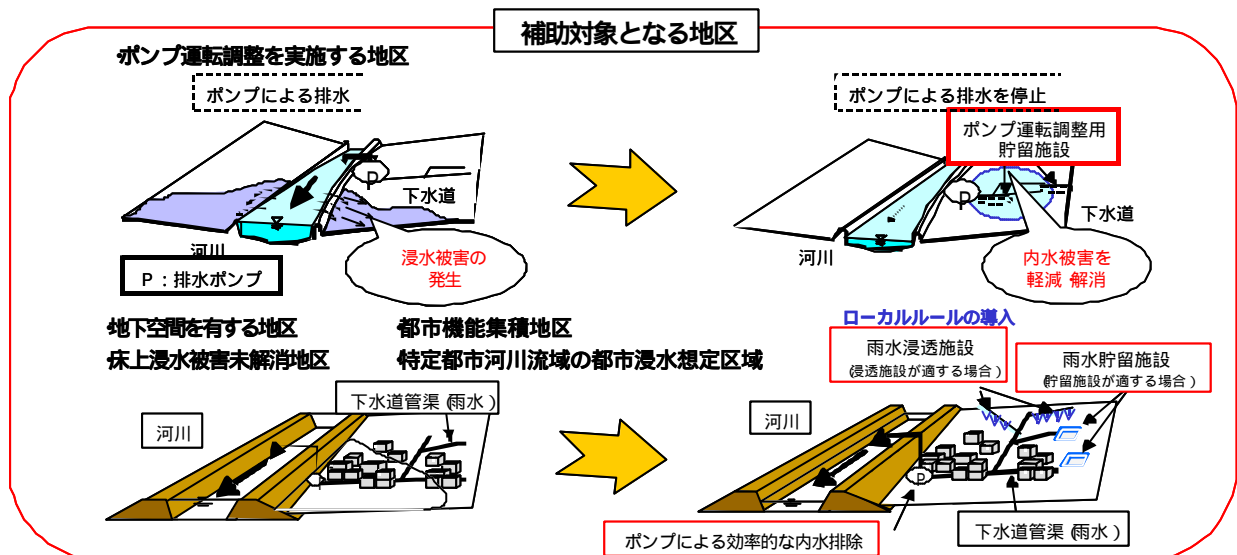 補助対象となる地区
・ポンプ運転調整を実施する地区
ポンプによる排水
P
下水道
河川
浸水被害の
発生
P：排水ポンプ
ポンプによる排水を停止
ポンプ運転調整用
貯留施設
P
下水道
河川
内水被害を
軽減・解消
・地下空間を有する地区
・都市機能集積地区
・床上浸水被害未解消地区
・特定都市河川流域の都市浸水想定区域
下水道管渠（雨水）
河川
P
ローカルルールの導入
雨水浸透施設
（浸透施設が適する場合）
雨水貯留施設
（貯留施設が適する場合）
河川
P
下水道管渠（雨水）
ポンプによる効率的な内水排除